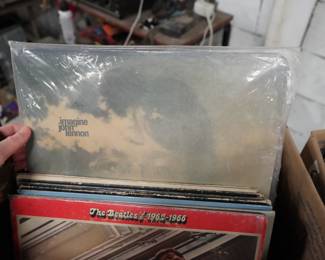 imagine
john
lennon
The Beatles / 1962-1966